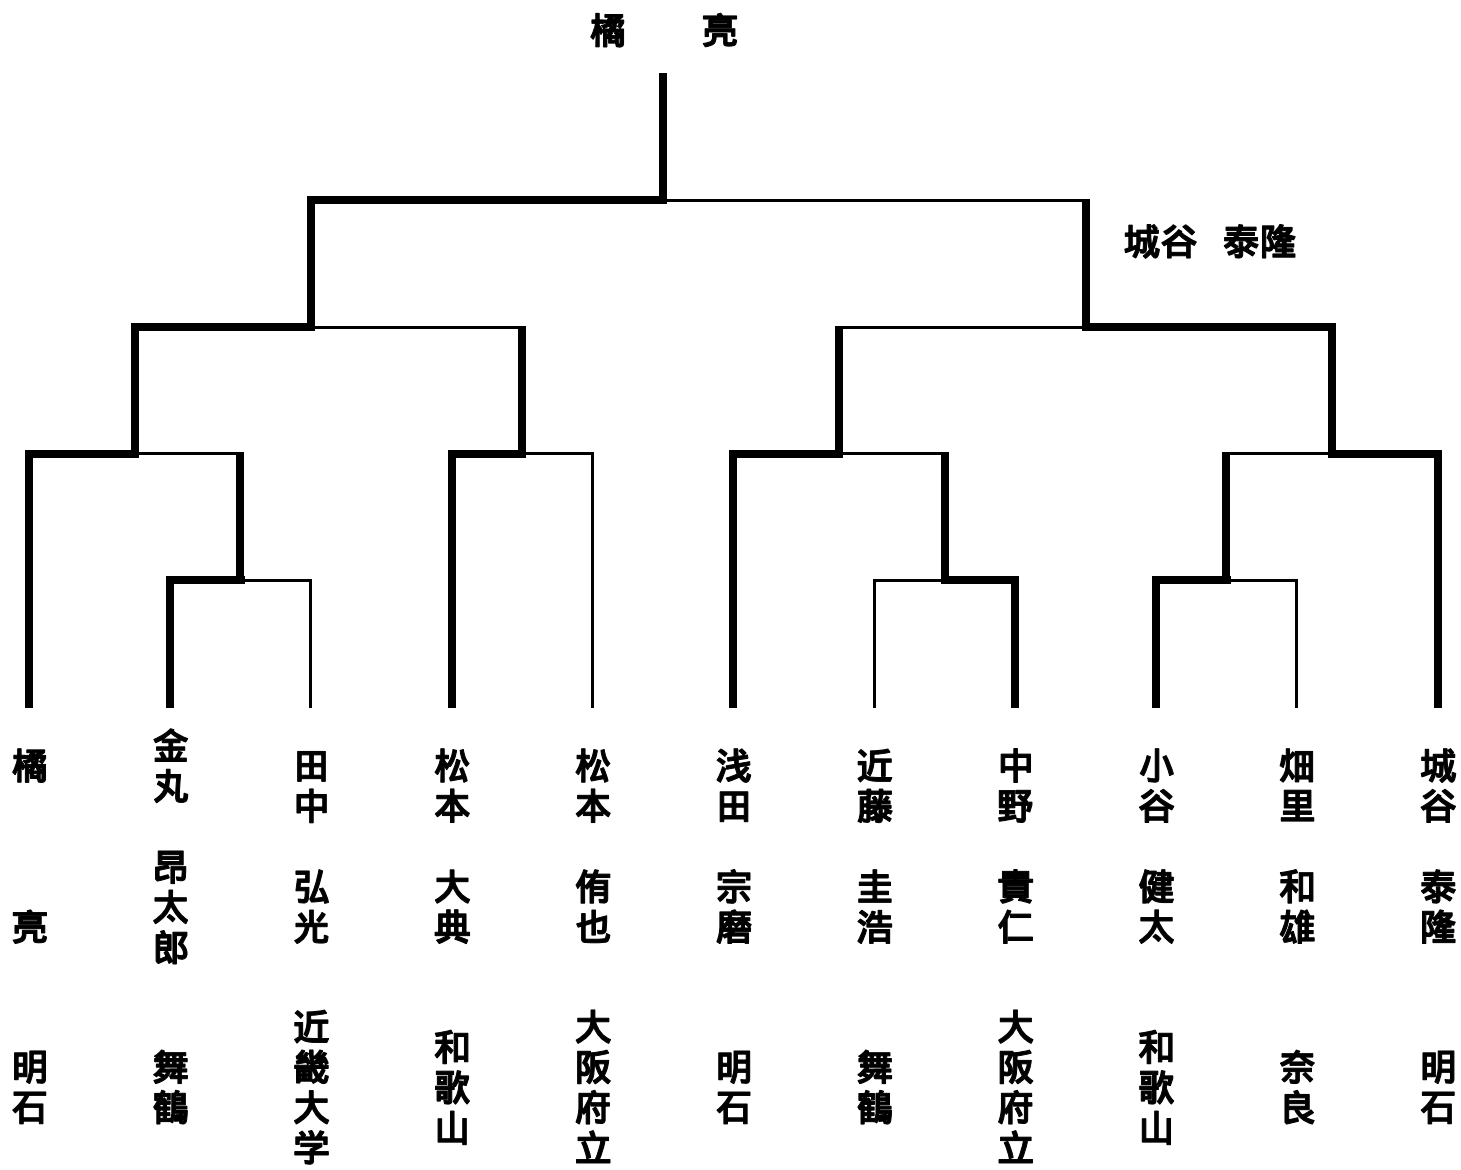 橘　亮
城谷 泰隆
橘　亮　明石
金丸 昂太郎 舞鶴
田中 弘光 近畿大学
松本 大典 和歌山
松本 侑也 大阪府立
浅田 宗磨 明石
近藤 圭浩 舞鶴
中野 貴仁 大阪府立
小谷 健太 和歌山
畑里 和雄 奈良
城谷 泰隆 明石